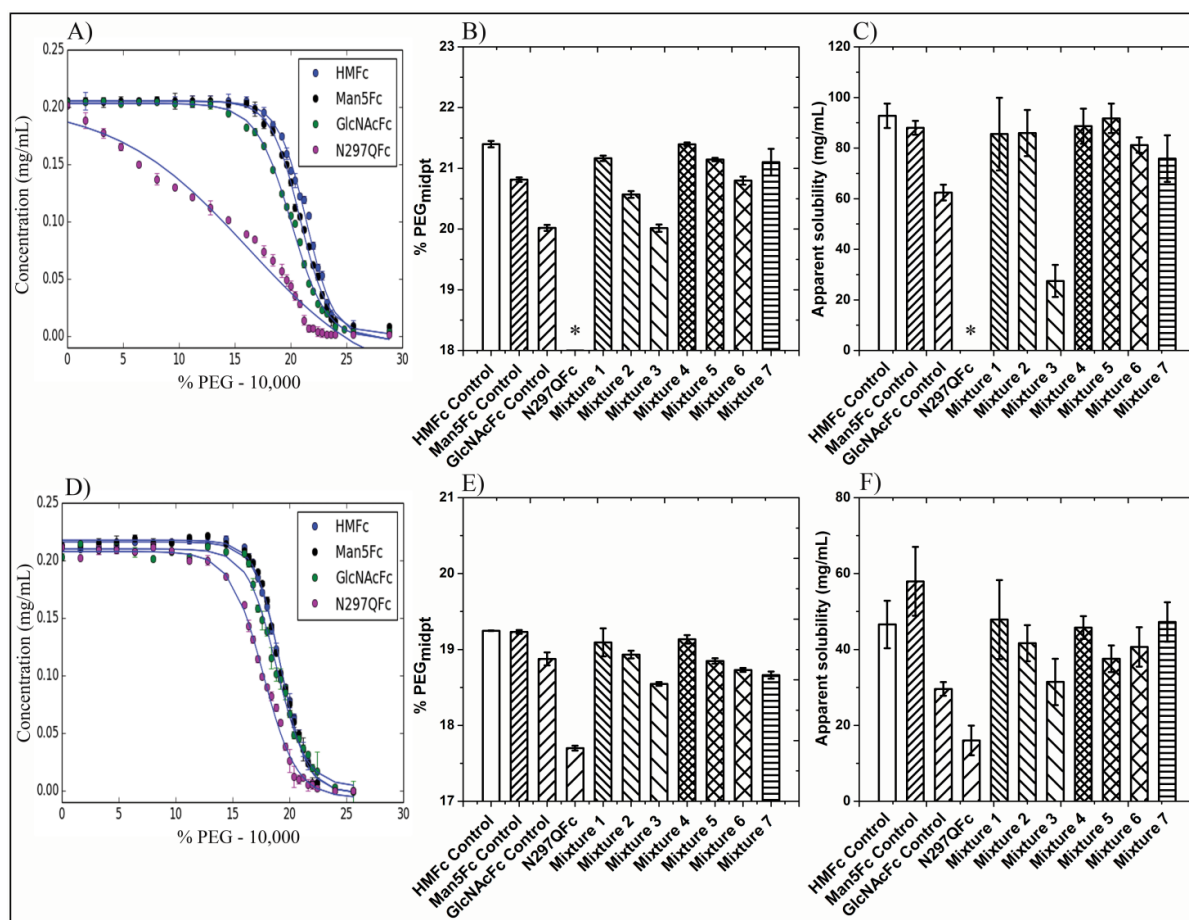 A)
0.25
0.20
0.15
0.10
0.05
0.00
Concentration (mg/mL)
0 5 10 15 20 25 30
% PEG - 10,000
HMFc
Man5Fc
GlcNAcFc
N297QFc
B)
23
22
21
20
19
18
% PEGmidpt
*
HMFc Control
Man5Fc Control
GlcNAcFc Control
N297QFc
Mixture 1
Mixture 2
Mixture 3
Mixture 4
Mixture 5
Mixture 6
Mixture 7
C)
120
100
80
60
40
20
0
Apparent solubility (mg/mL)
*
HMFc Control
Man5Fc Control
GlcNAcFc Control
N297QFc
Mixture 1
Mixture 2
Mixture 3
Mixture 4
Mixture 5
Mixture 6
Mixture 7
D)
0.25
0.20
0.15
0.10
0.05
0.00
Concentration (mg/mL)
0 5 10 15 20 25 30
% PEG - 10,000
HMFc
Man5Fc
GlcNAcFc
N297QFc
E)
21
20
19
18
17
% PEGmidpt
HMFc Control
Man5Fc Control
GlcNAcFc Control
N297QFc
Mixture 1
Mixture 2
Mixture 3
Mixture 4
Mixture 5
Mixture 6
Mixture 7
F)
80
60
40
20
0
Apparent solubility (mg/mL)
HMFc Control
Man5Fc Control
GlcNAcFc Control
N297QFc
Mixture 1
Mixture 2
Mixture 3
Mixture 4
Mixture 5
Mixture 6
Mixture 7